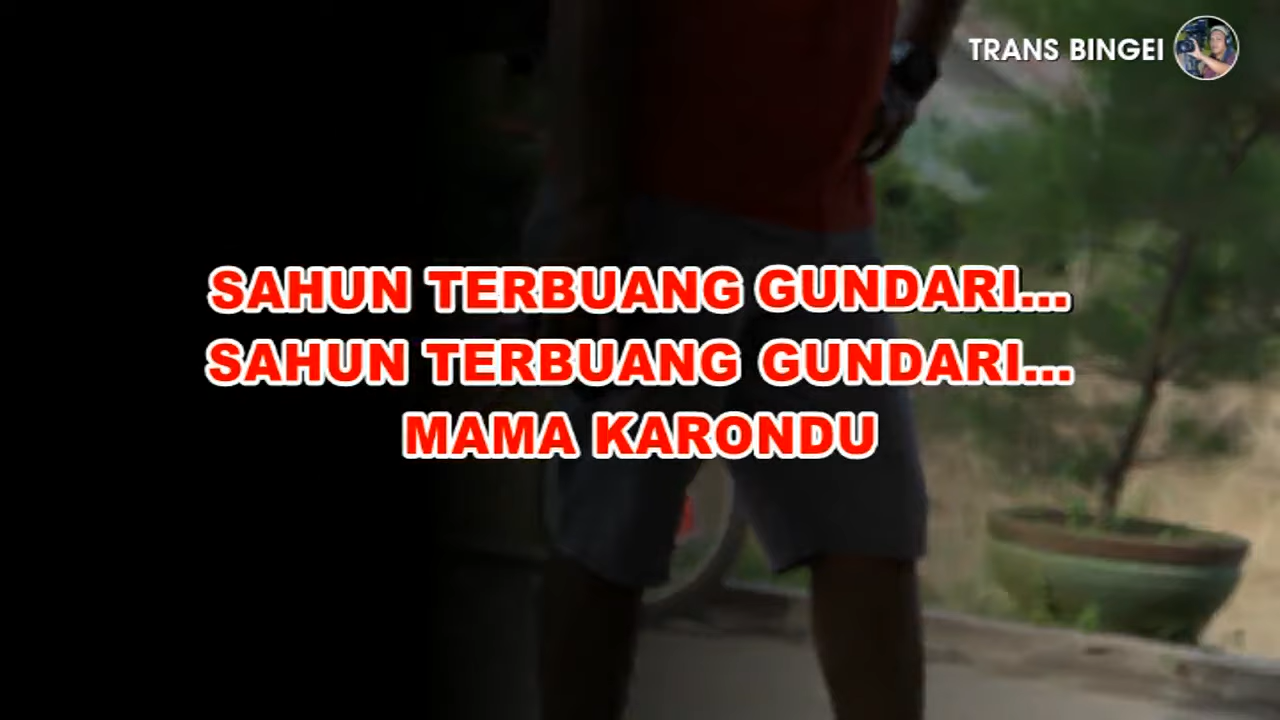 TRANS BINGEI
SAHUN TERBUANG GUNDARI...
SAHUN TERBUANG GUNDARI...
MAMA KARONDU